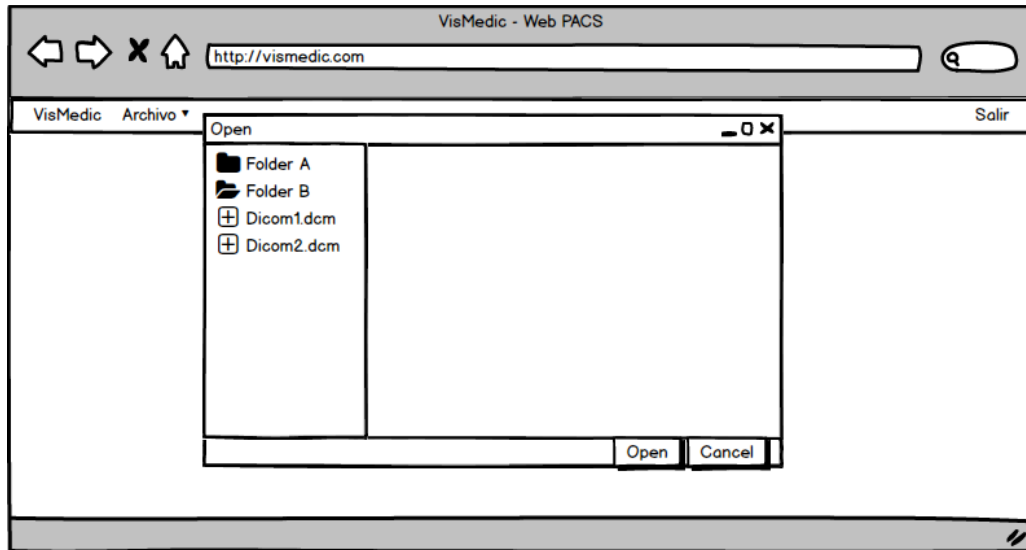 VisMedic - Web PACS
http://vismedic.com
VisMedic Archivo Salir
Open
Folder A
Folder B
Dicom1.dcm
Dicom2.dcm
Open Cancel